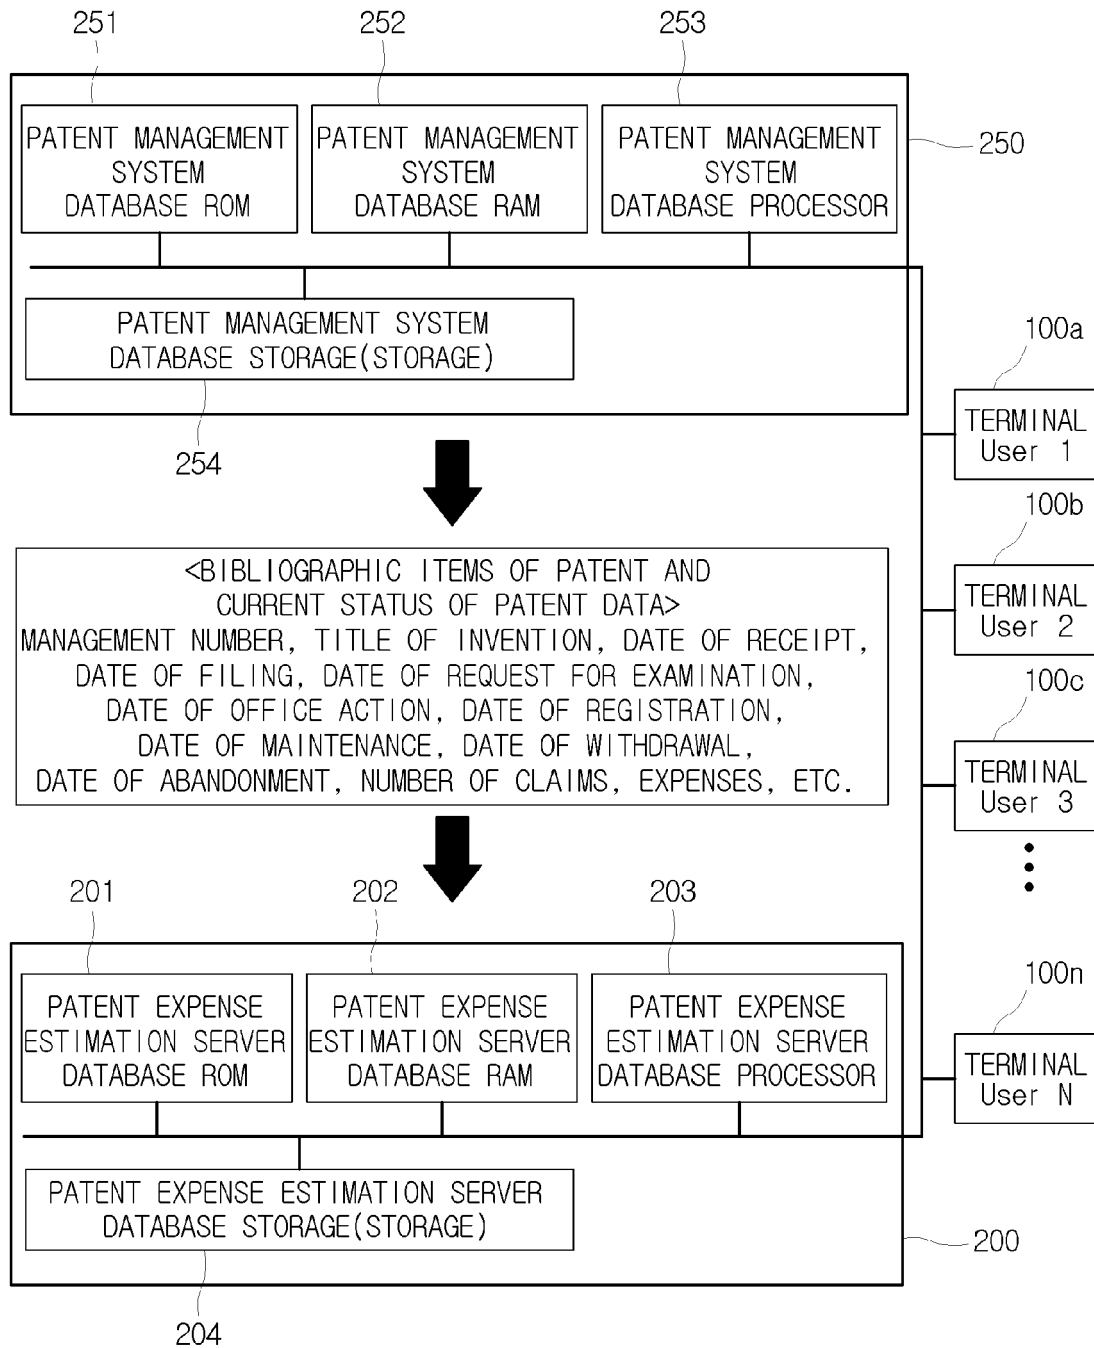 251
252
253
PATENT MANAGEMENT
SYSTEM
DATABASE ROM
PATENT MANAGEMENT
SYSTEM
DATABASE RAM
PATENT MANAGEMENT
SYSTEM
DATABASE PROCESSOR
250
PATENT MANAGEMENT SYSTEM
DATABASE STORAGE(STORAGE)
254
100a
TERMINAL
User 1
100b
TERMINAL
User 2
100c
TERMINAL
User 3
100n
TERMINAL
User N
<BIBLIOGRAPHIC ITEMS OF PATENT AND
CURRENT STATUS OF PATENT DATA>
MANAGEMENT NUMBER, TITLE OF INVENTION, DATE OF RECEIPT,
DATE OF FILING, DATE OF REQUEST FOR EXAMINATION,
DATE OF OFFICE ACTION, DATE OF REGISTRATION,
DATE OF MAINTENANCE, DATE OF WITHDRAWAL,
DATE OF ABANDONMENT, NUMBER OF CLAIMS, EXPENSES, ETC.
201
202
203
PATENT EXPENSE
ESTIMATION SERVER
DATABASE ROM
PATENT EXPENSE
ESTIMATION SERVER
DATABASE RAM
PATENT EXPENSE
ESTIMATION SERVER
DATABASE PROCESSOR
PATENT EXPENSE ESTIMATION SERVER
DATABASE STORAGE(STORAGE)
200
204